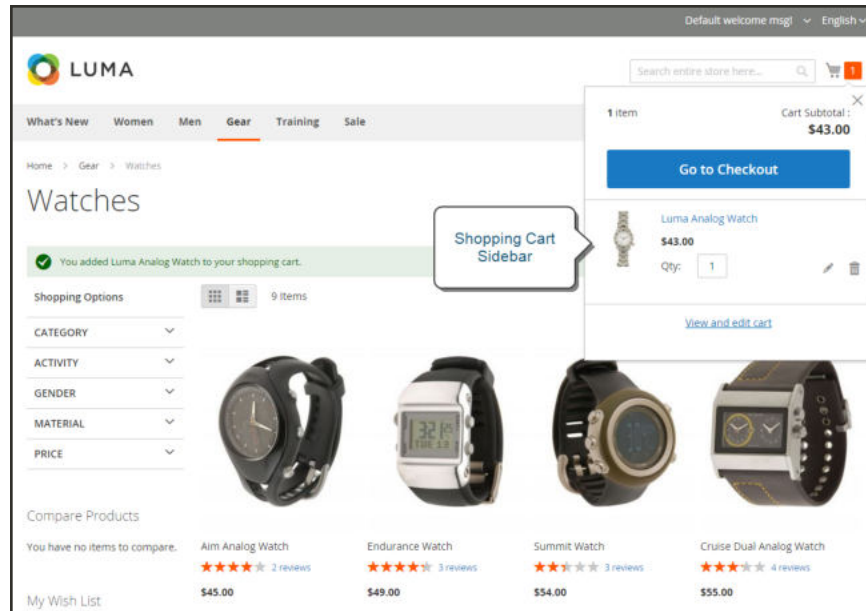 Default welcome msg! English
LUMA
Search entire store here...
1
What's New Women Men Gear Training Sale
1 item
Cart Subtotal :
$43.00
Go to Checkout
Home > Gear > Watches
Watches
Shopping Cart
Sidebar
Luma Analog Watch
$43.00
Qty: 1
You added Luma Analog Watch to your shopping cart.
View and edit cart
Shopping Options
9 Items
CATEGORY
ACTIVITY
GENDER
MATERIAL
PRICE
Compare Products
You have no items to compare.
My Wish List
Aim Analog Watch
2 reviews
$45.00
Endurance Watch
3 reviews
$49.00
Summit Watch
3 reviews
$54.00
Cruise Dual Analog Watch
4 reviews
$55.00